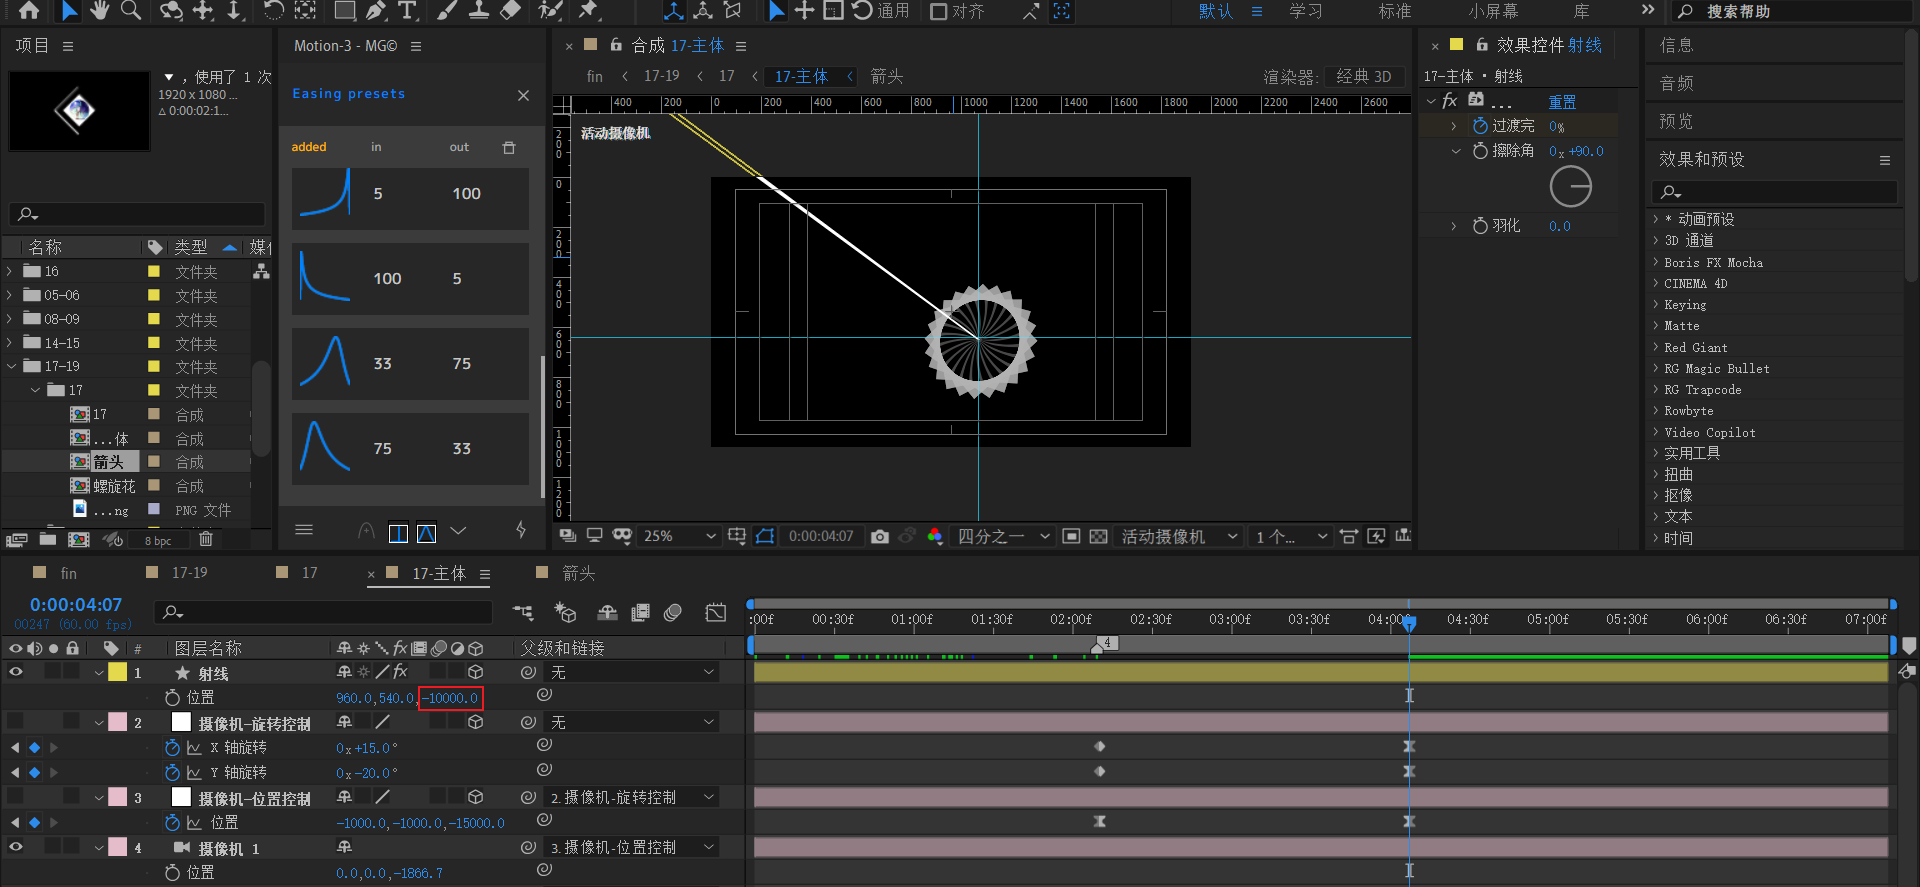 通用
对齐
默认
学习
标准
小屏幕
库
搜索帮助
项目
，使用了 1 次
1920 x 1080 ...
Δ 0:00:02:1...
名称
类型
媒体
16
文件夹
05-06
文件夹
08-09
文件夹
14-15
文件夹
17-19
文件夹
17
文件夹
17
合成
...体
合成
箭头
合成
螺旋花
合成
...ng
PNG 文件
8 bpc
Motion-3 - MG©
Easing presets
added
in
out
5
100
100
5
33
75
75
33
合成 17-主体
fin
17-19
17
17-主体
箭头
渲染器:
经典 3D
400 200 0 200 400 600 800 1000 1200 1400 1600 1800 2000 2200 2400 2600
200 0 200 400 600 800 1000 1200
活动摄像机
25%
0:00:04:07
四分之一
活动摄像机
1 个...
效果控件 射线
17-主体 • 射线
fx ...
重置
过渡完
0%
擦除角
0x+90.0
羽化
0.0
信息
音频
预览
效果和预设
* 动画预设
3D 通道
Boris FX Mocha
CINEMA 4D
Keying
Matte
Red Giant
RG Magic Bullet
RG Trapcode
Rowbyte
Video Copilot
实用工具
扭曲
抠像
文本
时间
fin
17-19
17
17-主体
箭头
0:00:04:07
00247 (60.00 fps)
:00f 00:30f 01:00f 01:30f 02:00f 02:30f 03:00f 03:30f 04:00f 04:30f 05:00f 05:30f 06:00f 06:30f 07:00f
4
#
图层名称
父级和链接
1
射线
无
位置
960.0,540.0,-10000.0
2
摄像机-旋转控制
无
X 轴旋转
0x+15.0°
Y 轴旋转
0x-20.0°
3
摄像机-位置控制
2.摄像机-旋转控制
位置
-1000.0,-1000.0,-15000.0
4
摄像机 1
3.摄像机-位置控制
位置
0.0,0.0,-1866.7